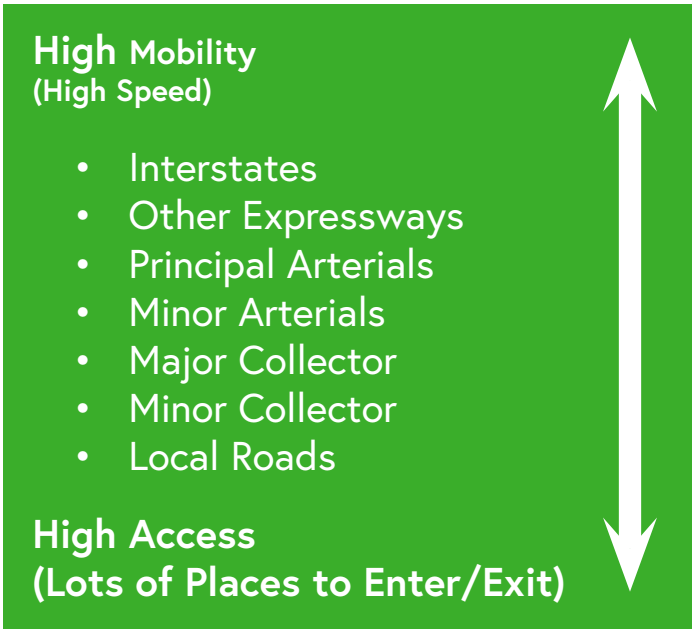 High Mobility
(High Speed)
• Interstates
• Other Expressways
• Principal Arterials
• Minor Arterials
• Major Collector
• Minor Collector
• Local Roads
High Access
(Lots of Places to Enter/Exit)